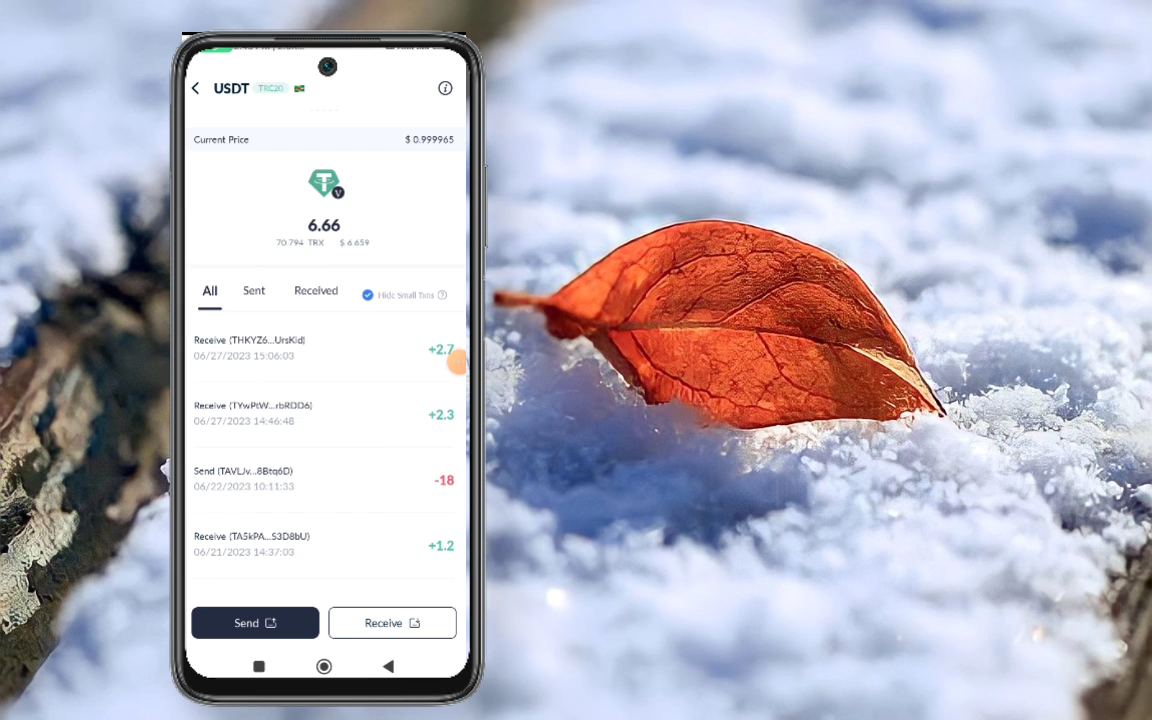 USDT TRC20
Current Price $ 0.999965
6.66
70.794 TRX $ 6.659
All Sent Received Hide Small Txns
Receive (THKYZ6...UrsKid)
06/27/2023 15:06:03
+2.7
Receive (TYwPtW...rbRDD6)
06/27/2023 14:46:48
+2.3
Send (TAVLJv...8Btq6D)
06/22/2023 10:11:33
-18
Receive (TA5kPA...S3D8bU)
06/21/2023 14:37:03
+1.2
Send Receive